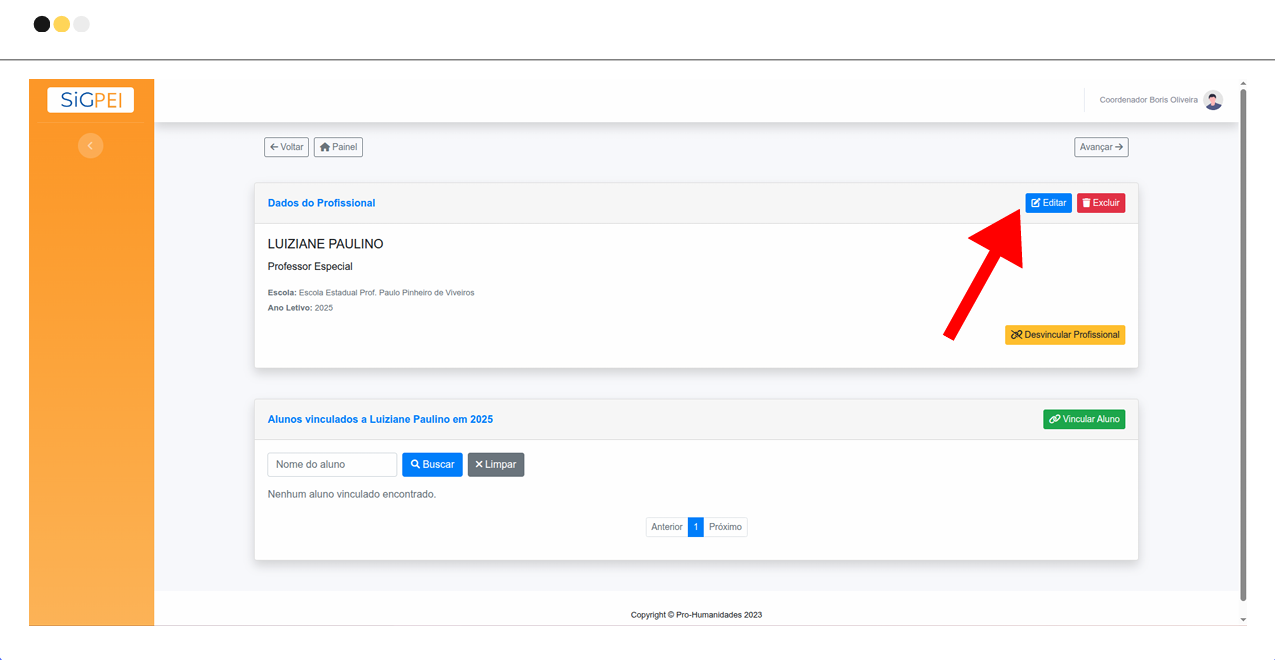 SiGPEI
Coordenador Boris Oliveira
Voltar
Painel
Avançar
Dados do Profissional
Editar
Excluir
LUIZIANE PAULINO
Professor Especial
Escola: Escola Estadual Prof. Paulo Pinheiro de Viveiros
Ano Letivo: 2025
Desvincular Profissional
Alunos vinculados a Luiziane Paulino em 2025
Vincular Aluno
Nome do aluno
Buscar
Limpar
Nenhum aluno vinculado encontrado.
Anterior 1 Próximo
Copyright © Pro-Humanidades 2023